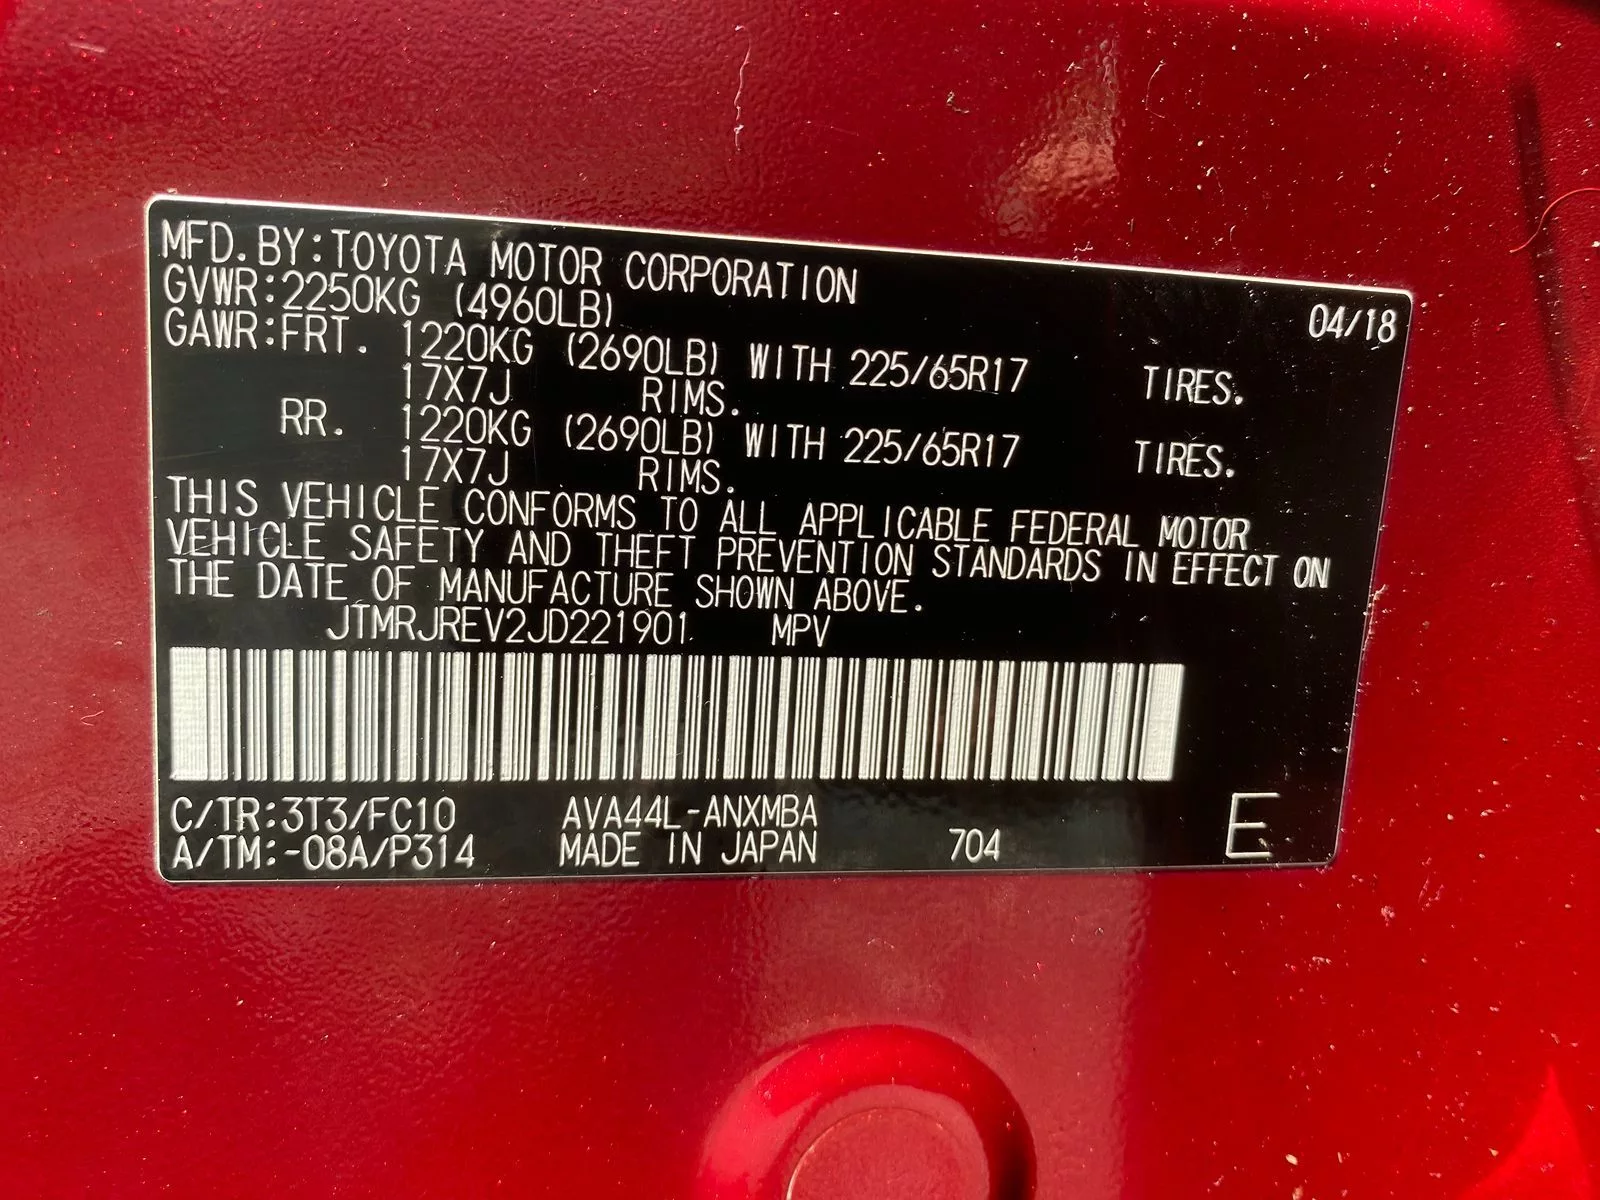 MFD.BY:TOYOTA MOTOR CORPORATION 04/18
GVWR:2250KG (4960LB)
GAWR:FRT. 1220KG (2690LB) WITH 225/65R17 TIRES.
17X7J RIMS.
RR. 1220KG (2690LB) WITH 225/65R17 TIRES.
17X7J RIMS.
THIS VEHICLE CONFORMS TO ALL APPLICABLE FEDERAL MOTOR
VEHICLE SAFETY AND THEFT PREVENTION STANDARDS IN EFFECT ON
THE DATE OF MANUFACTURE SHOWN ABOVE.
JTMRJREV2JD221901 MPV
C/TR:3T3/FC10 AVA44L-ANXMBA
A/TM:-08A/P314 MADE IN JAPAN 704 E